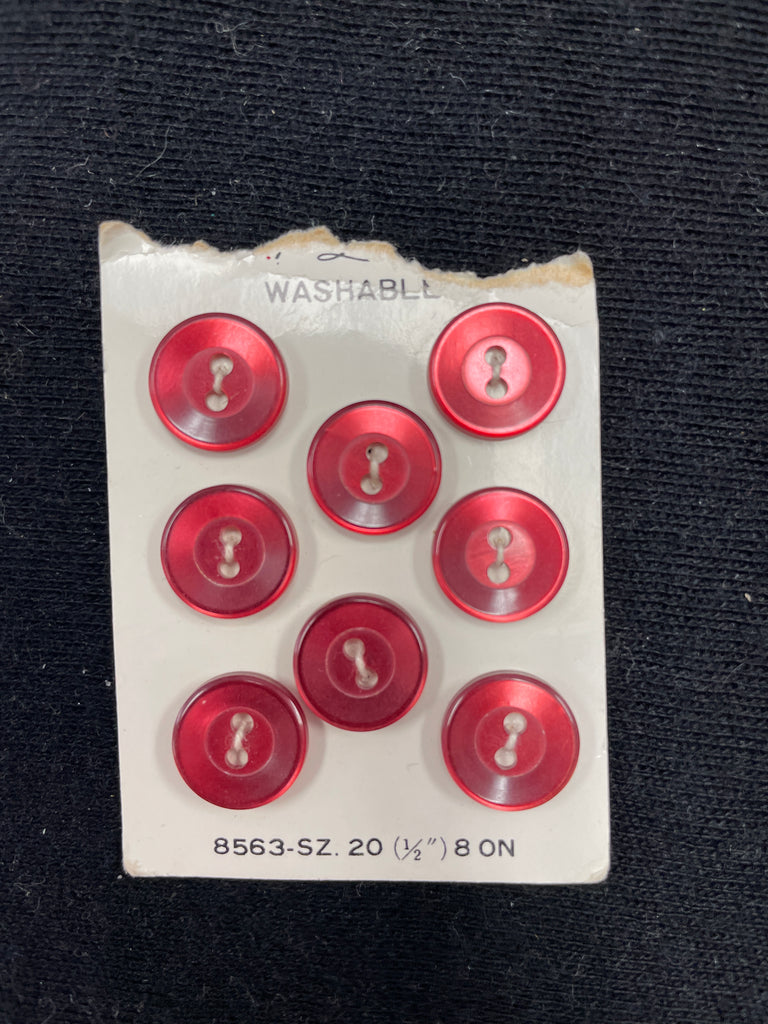 WASHABLE
8563-SZ. 20 (½") 8 ON